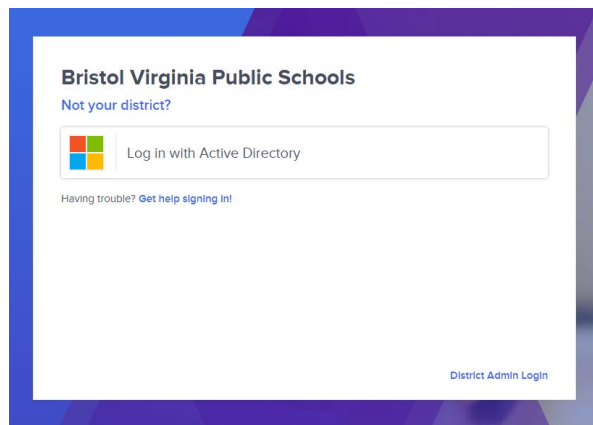 Bristol Virginia Public Schools
Not your district?
Log in with Active Directory
Having trouble? Get help signing in!
District Admin Login